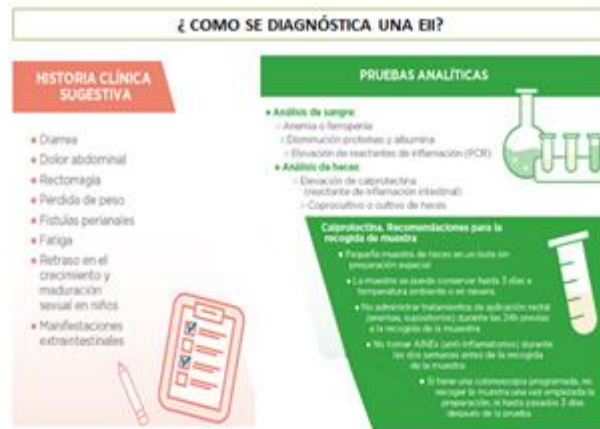 ¿ COMO SE DIAGNÓSTICA UNA EII?
HISTORIA CLÍNICA
SUGESTIVA
Diarrea
Dolor abdominal
Rectorragia
Pérdida de peso
Fístulas perianales
Fatiga
Retraso en el
crecimiento y
maduración
sexual en niños
Manifestaciones
extraintestinales
PRUEBAS ANALÍTICAS
Análisis de sangre:
Anemia o ferropenia
Disminución proteínas y albúmina
Elevación de reactantes de inflamación (PCR)
Análisis de heces:
Elevación de calprotectina
(reactante de inflamación intestinal)
Coprocultivo o cultivo de heces
Calprotectina. Recomendaciones para la
recogida de muestra
Pequeña muestra de heces en un bote sin
preparación especial
La muestra se puede conservar hasta 3 días a
temperatura ambiente o en nevera
No administrar tratamientos de aplicación rectal
(enemas, supositorios) durante las 24h previas
a la recogida de la muestra
No tomar AINEs (anti-inflamatorios) durante
las dos semanas antes de la recogida
de la muestra
Si tiene una colonoscopia programada, no
recoger la muestra una vez empezada la
preparación, ni hasta pasados 3 días
después de la prueba